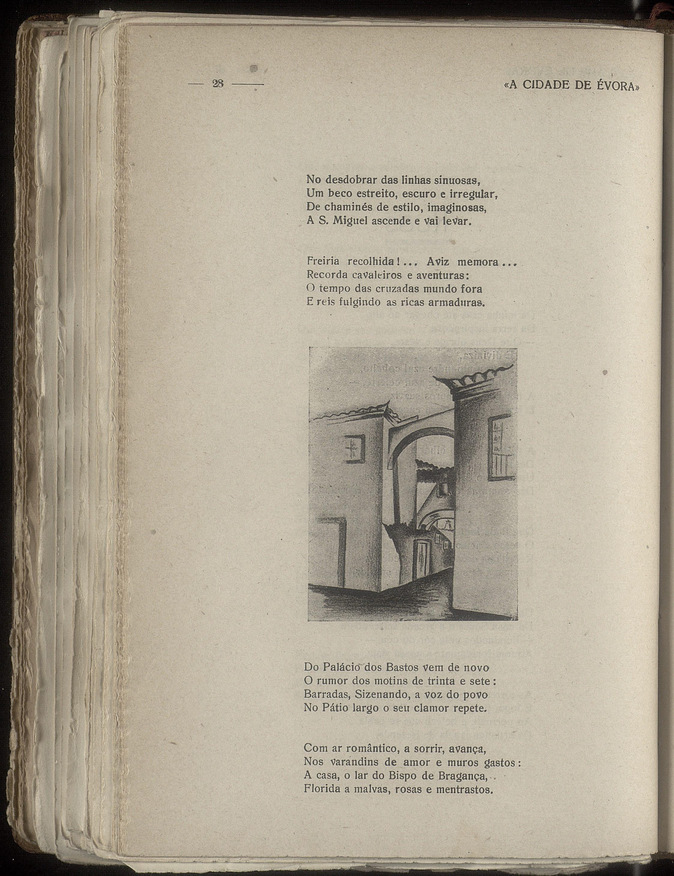 — 28 —
«A CIDADE DE ÉVORA»
No desdobrar das linhas sinuosas,
Um beco estreito, escuro e irregular,
De chaminés de estilo, imaginosas,
A S. Miguel ascende e vai levar.
Freiria recolhida!... Aviz memora...
Recorda cavaleiros e aventuras:
O tempo das cruzadas mundo fora
E reis fulgindo as ricas armaduras.
Do Palácio dos Bastos vem de novo
O rumor dos motins de trinta e sete:
Barradas, Sizenando, a voz do povo
No Pátio largo o seu clamor repete.
Com ar romântico, a sorrir, avança,
Nos varandins de amor e muros gastos:
A casa, o lar do Bispo de Bragança,
Florida a malvas, rosas e mentrastos.